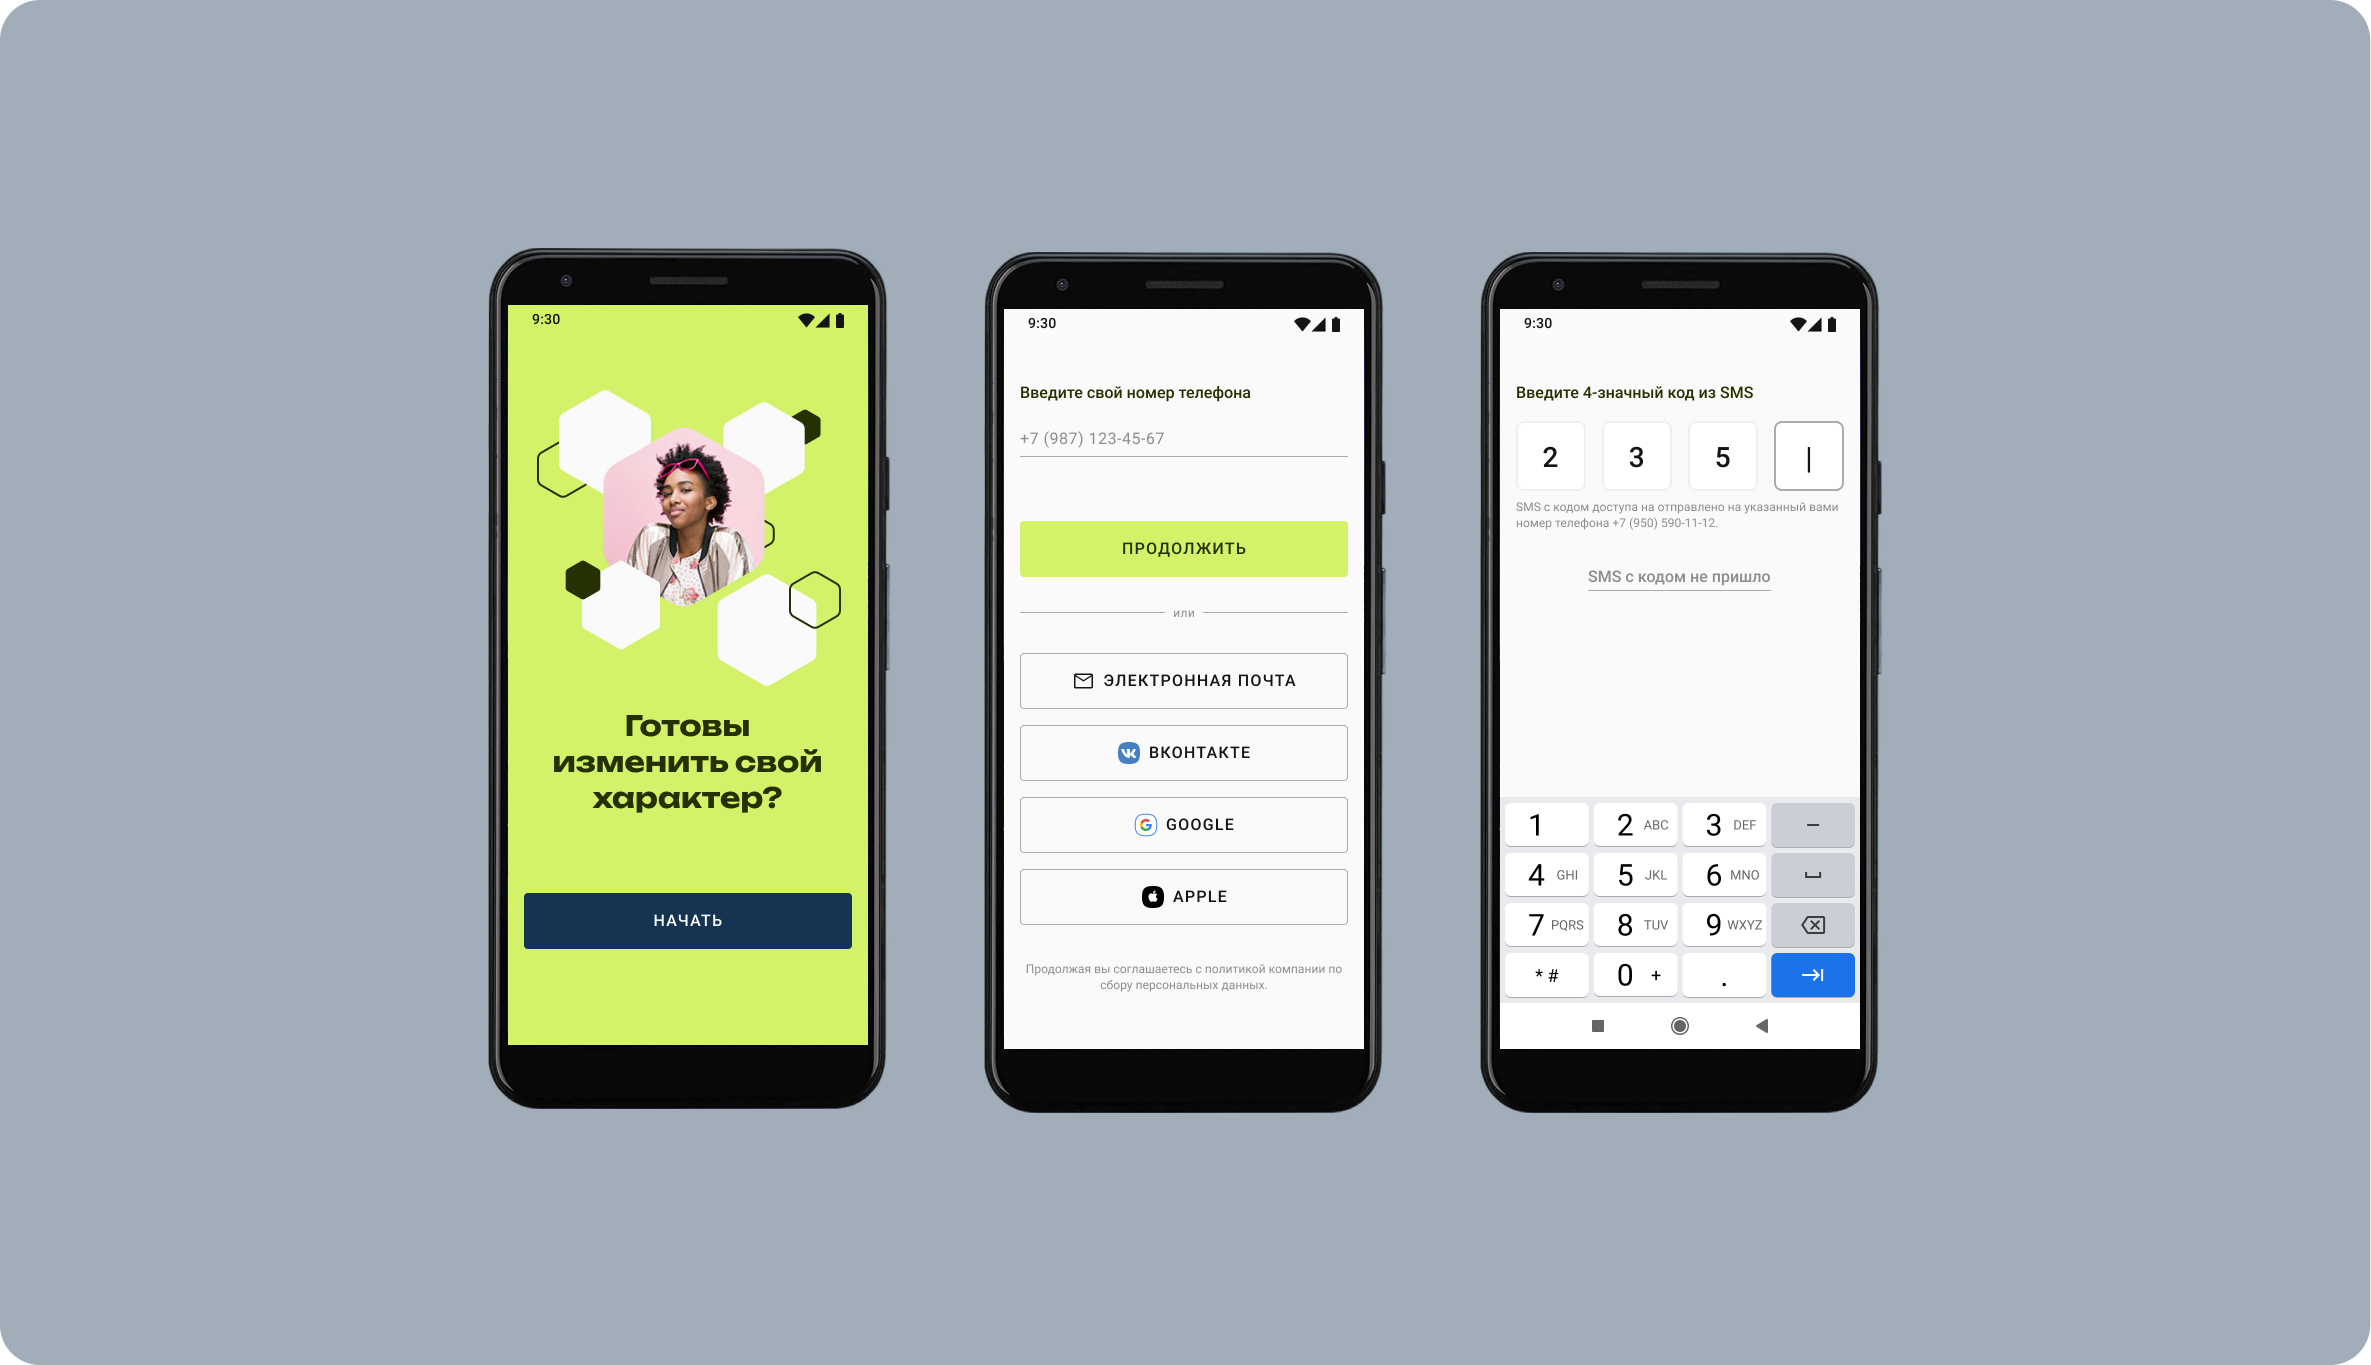 9:30
Готовы
изменить свой
характер?
НАЧАТЬ
9:30
Введите свой номер телефона
+7 (987) 123-45-67
ПРОДОЛЖИТЬ
или
ЭЛЕКТРОННАЯ ПОЧТА
ВКОНТАКТЕ
GOOGLE
APPLE
Продолжая вы соглашаетесь с политикой компании по
сбору персональных данных.
9:30
Введите 4-значный код из SMS
2 3 5 |
SMS с кодом доступа на отправлено на указанный вами
номер телефона +7 (950) 590-11-12.
SMS с кодом не пришло
1 2 ABC 3 DEF –
4 GHI 5 JKL 6 MNO
7 PQRS 8 TUV 9 WXYZ
* # 0 + .